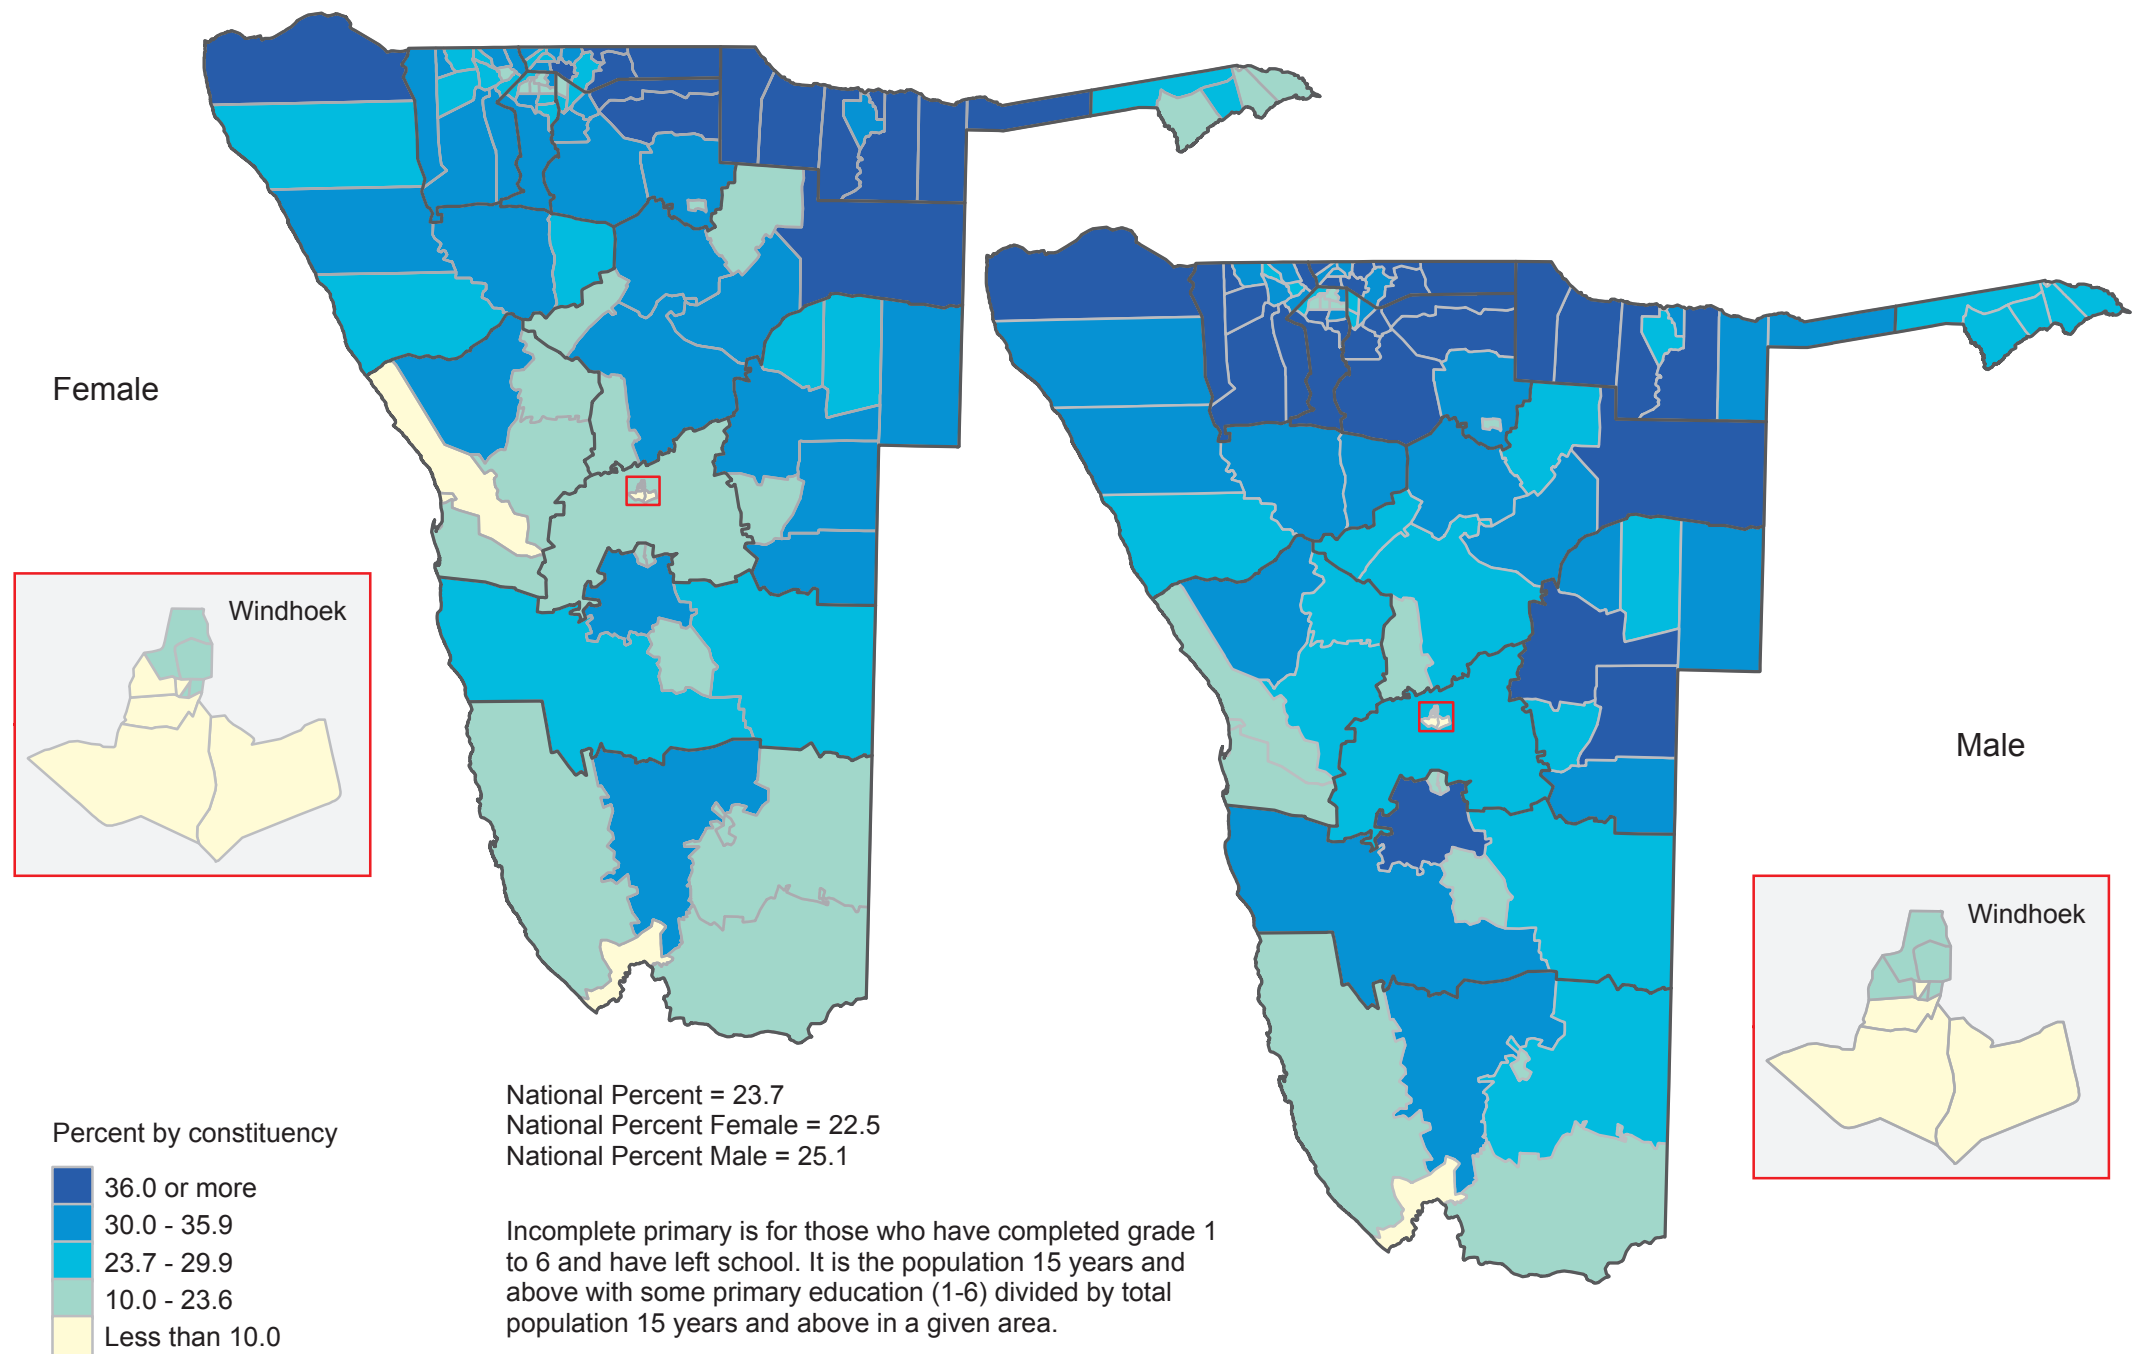 Female
Windhoek
Male
Windhoek
National Percent = 23.7
National Percent Female = 22.5
National Percent Male = 25.1
Percent by constituency
36.0 or more
30.0 - 35.9
23.7 - 29.9
10.0 - 23.6
Less than 10.0
Incomplete primary is for those who have completed grade 1
to 6 and have left school. It is the population 15 years and
above with some primary education (1-6) divided by total
population 15 years and above in a given area.